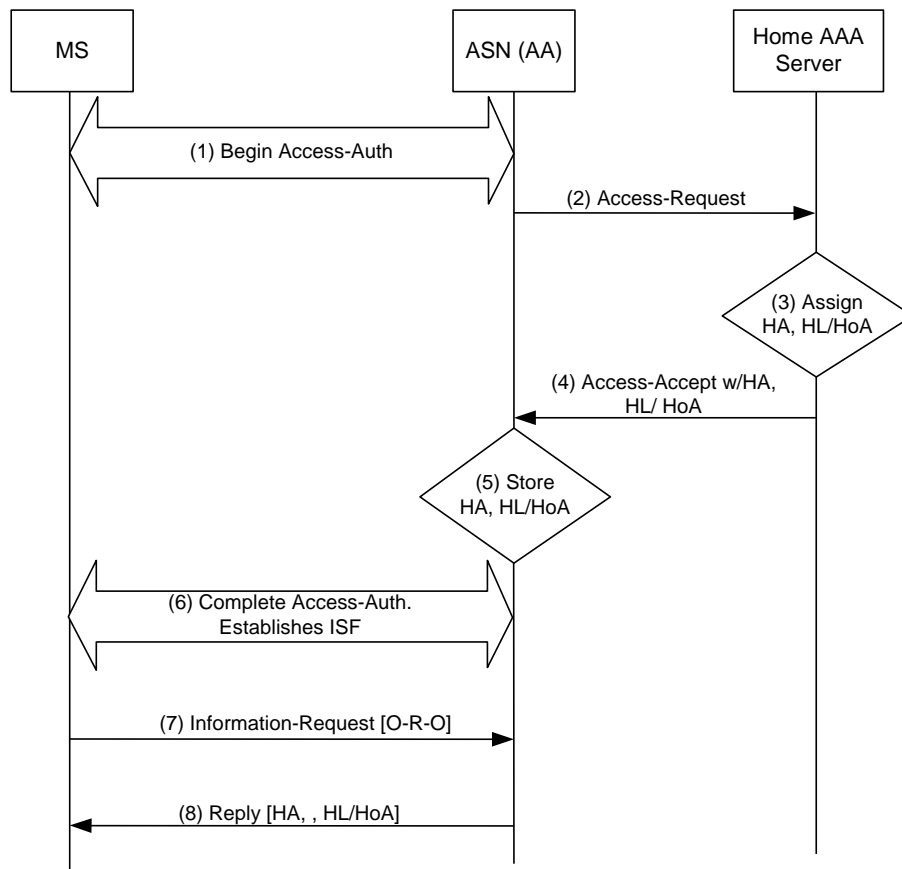 MS
ASN (AA)
Home AAA
Server
(1) Begin Access-Auth
(2) Access-Request
(3) Assign
HA, HL/HoA
(4) Access-Accept w/HA,
HL/ HoA
(5) Store
HA, HL/HoA
(6) Complete Access-Auth.
Establishes ISF
(7) Information-Request [O-R-O]
(8) Reply [HA, , HL/HoA]